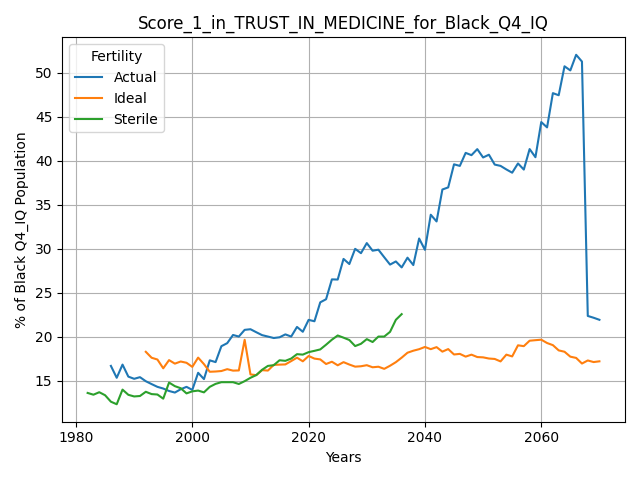 Score_1_in_TRUST_IN_MEDICINE_for_Black_Q4_IQ
Fertility
Actual
Ideal
Sterile
% of Black Q4_IQ Population
50
45
40
35
30
25
20
15
1980
2000
2020
2040
2060
Years